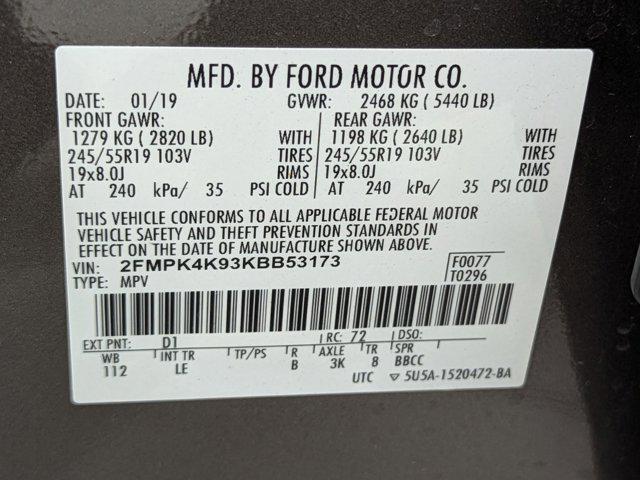 MFD. BY FORD MOTOR CO.
DATE: 01/19 GVWR: 2468 KG ( 5440 LB)
FRONT GAWR: REAR GAWR:
1279 KG ( 2820 LB) WITH 1198 KG ( 2640 LB) WITH
245/55R19 103V TIRES 245/55R19 103V TIRES
19x8.0J RIMS 19x8.0J RIMS
AT 240 kPa/ 35 PSI COLD AT 240 kPa/ 35 PSI COLD
THIS VEHICLE CONFORMS TO ALL APPLICABLE FEDERAL MOTOR
VEHICLE SAFETY AND THEFT PREVENTION STANDARDS IN
EFFECT ON THE DATE OF MANUFACTURE SHOWN ABOVE.
VIN: 2FMPK4K93KBB53173 F0077
TYPE: MPV T0296
EXT PNT: D1 RC: 72 DSO:
WB INT TR TP/PS R AXLE TR SPR
112 LE B 3K 8 BBCC
UTC ▽ 5U5A-1520472-BA